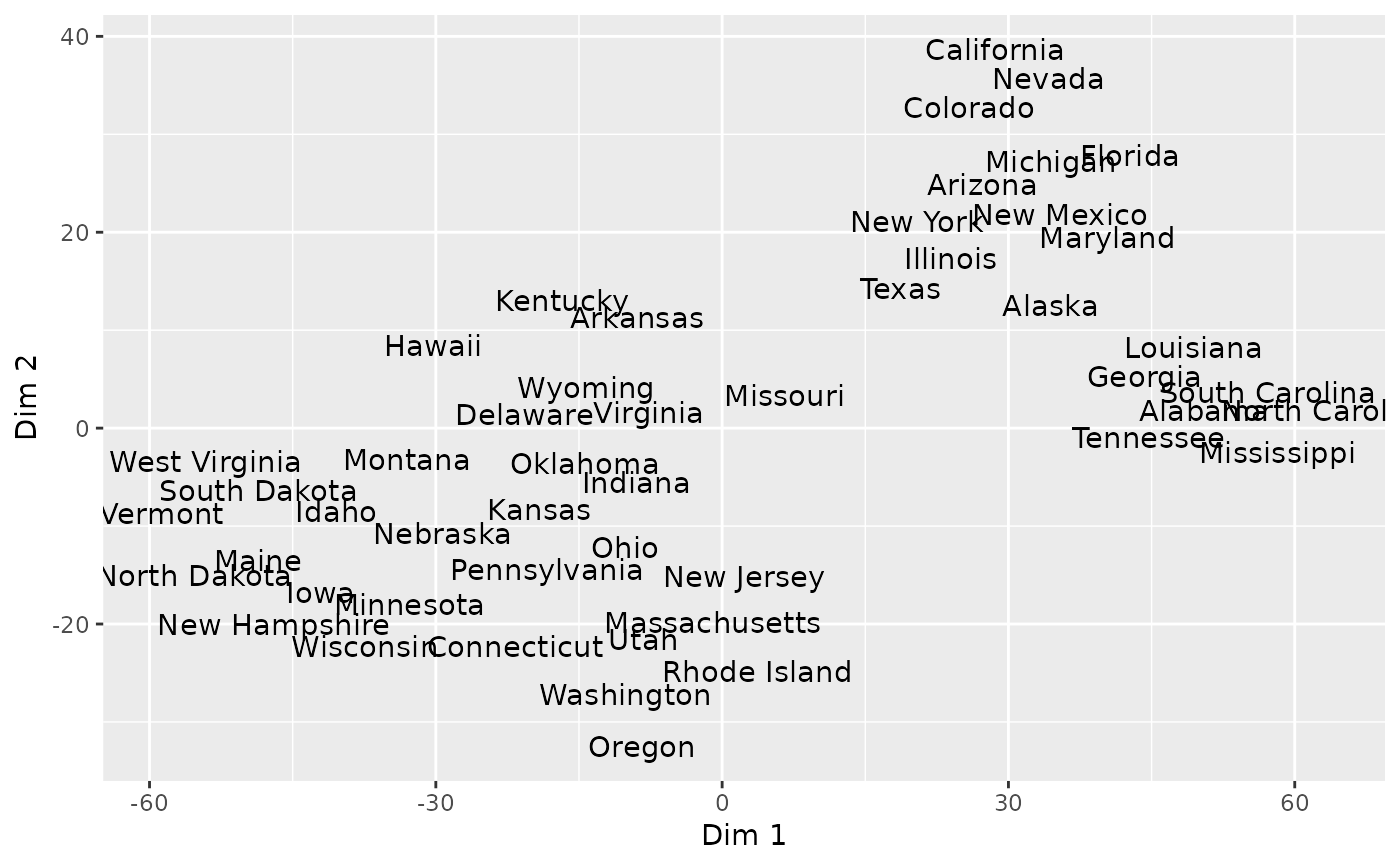 40
California
Nevada
Colorado
Florida
Michigan
Arizona
New Mexico
New York
20
Maryland
Illinois
Texas
Kentucky
Alaska
Arkansas
Hawaii
Louisiana
Georgia
Wyoming
South Carolina
Missouri
Delaware
Virginia
Alabama
North Carol
Dim 2
0
Tennessee
Mississippi
West Virginia
Montana
Oklahoma
Indiana
South Dakota
Vermont
Idaho
Kansas
Nebraska
Ohio
Maine
North Dakota
Pennsylvania
New Jersey
Iowa
Minnesota
-20
New Hampshire
Massachusetts
Utah
Wisconsin
Connecticut
Rhode Island
Washington
Oregon
-60 -30 0 30 60
Dim 1